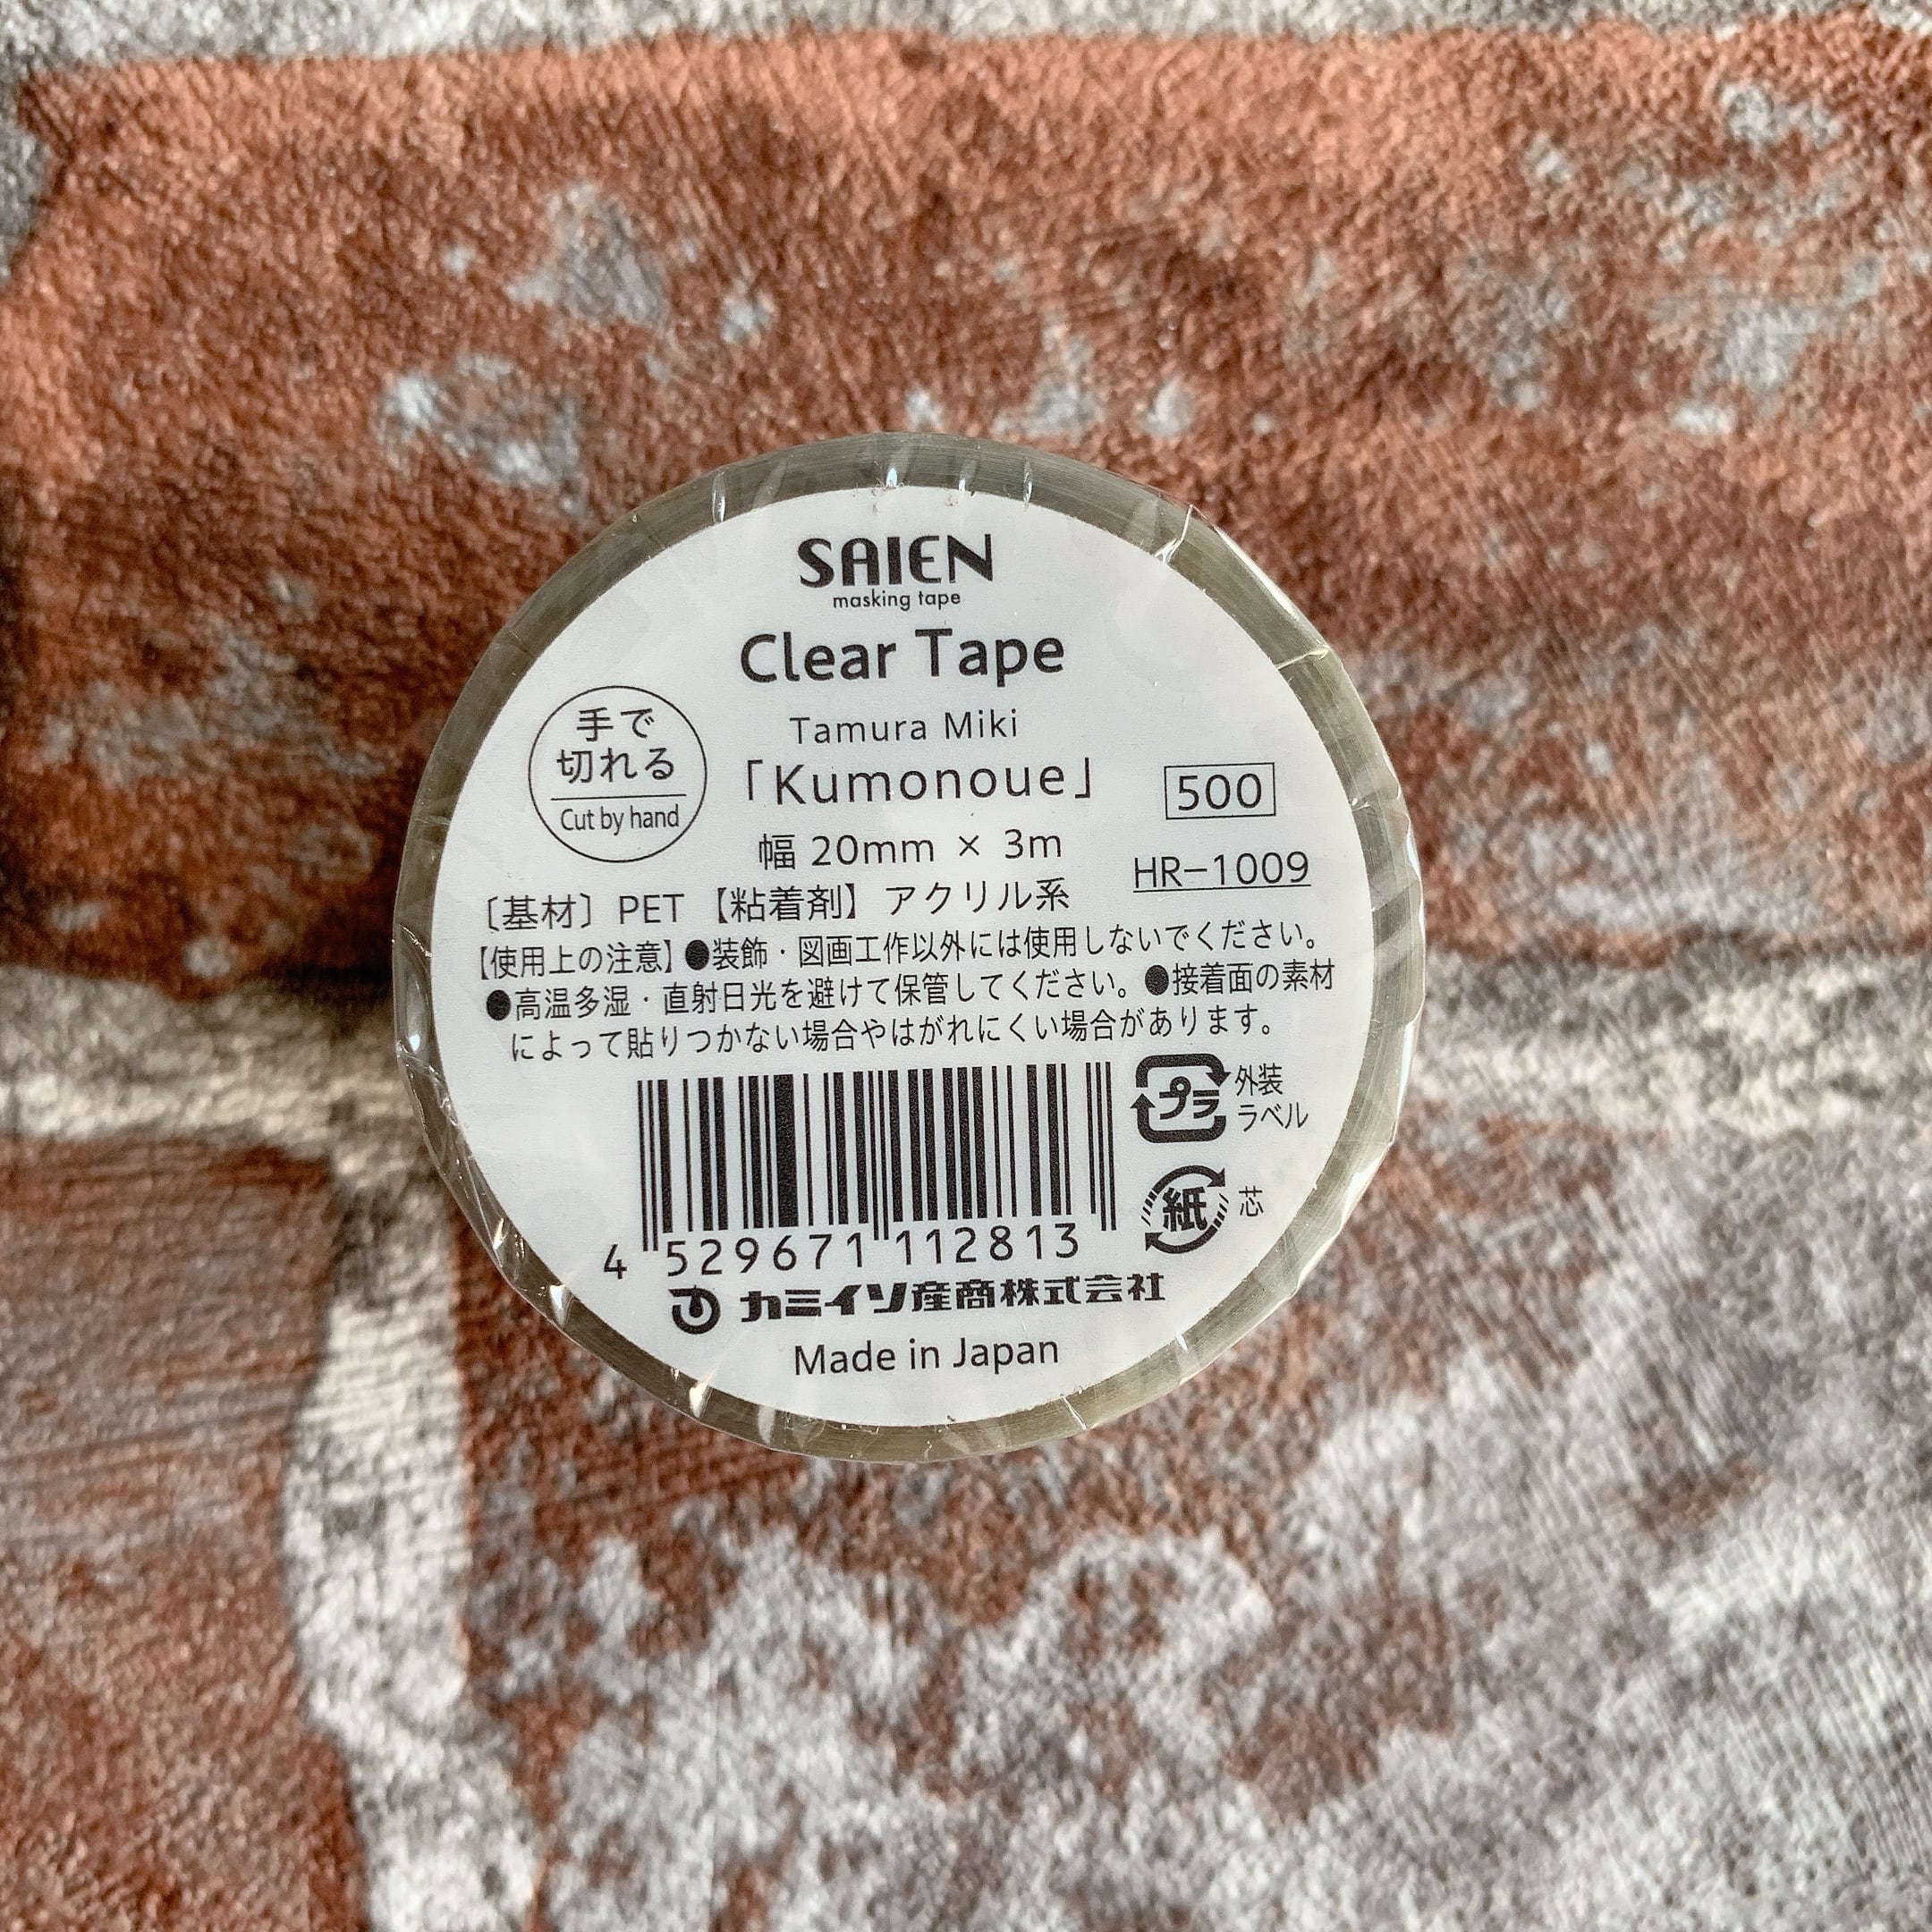 SAIEN
masking tape
Clear Tape
手で
切れる
Cut by hand
Tamura Miki
「Kumonoue」
500
幅 20mm × 3m
HR-1009
〔基材〕PET 【粘着剤】アクリル系
【使用上の注意】●装飾・図画工作以外には使用しないでください。
●高温多湿・直射日光を避けて保管してください。●接着面の素材
によって貼りつかない場合やはがれにくい場合があります。
プラ
外装
ラベル
紙
芯
4 529671 112813
カミイソ産商株式会社
Made in Japan